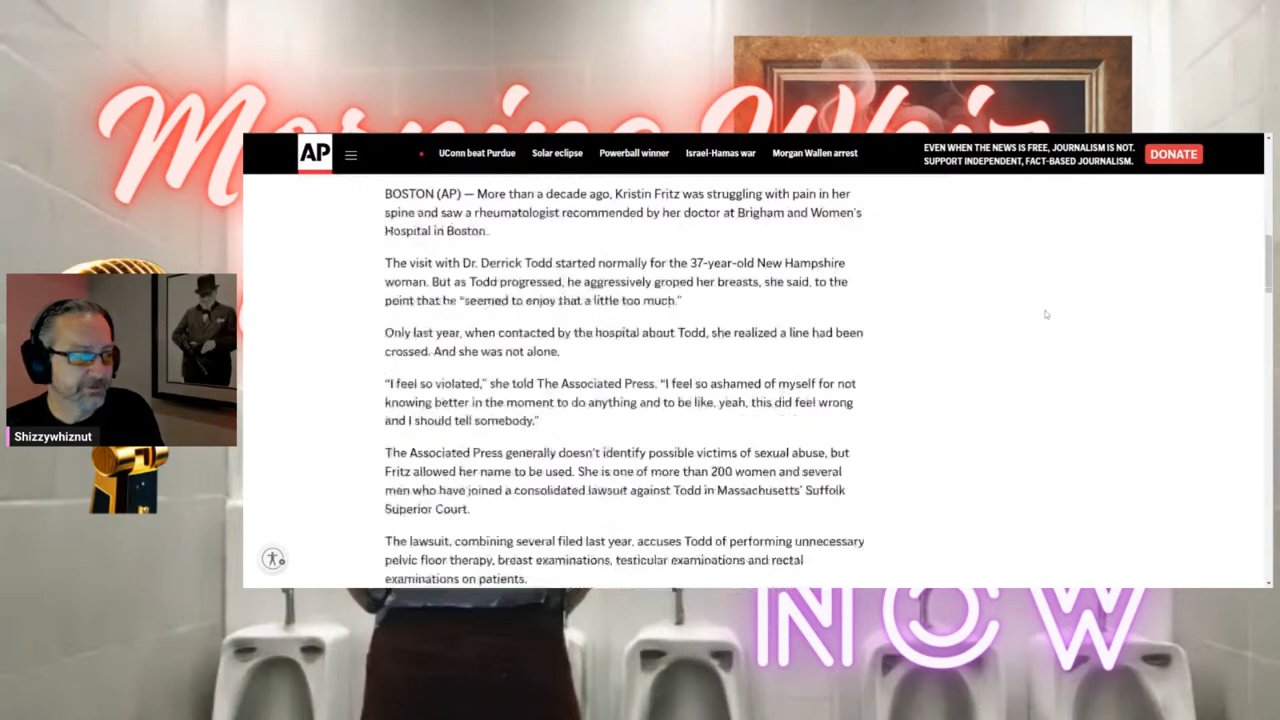 Morning Whiz
AP
UConn beat Purdue
Solar eclipse
Powerball winner
Israel-Hamas war
Morgan Wallen arrest
EVEN WHEN THE NEWS IS FREE, JOURNALISM IS NOT.
SUPPORT INDEPENDENT, FACT-BASED JOURNALISM.
DONATE
BOSTON (AP) — More than a decade ago, Kristin Fritz was struggling with pain in her
spine and saw a rheumatologist recommended by her doctor at Brigham and Women's
Hospital in Boston.
The visit with Dr. Derrick Todd started normally for the 37-year-old New Hampshire
woman. But as Todd progressed, he aggressively groped her breasts, she said, to the
point that he “seemed to enjoy that a little too much.”
Only last year, when contacted by the hospital about Todd, she realized a line had been
crossed. And she was not alone.
“I feel so violated,” she told The Associated Press. “I feel so ashamed of myself for not
knowing better in the moment to do anything and to be like, yeah, this did feel wrong
and I should tell somebody.”
The Associated Press generally doesn't identify possible victims of sexual abuse, but
Fritz allowed her name to be used. She is one of more than 200 women and several
men who have joined a consolidated lawsuit against Todd in Massachusetts' Suffolk
Superior Court.
The lawsuit, combining several filed last year, accuses Todd of performing unnecessary
pelvic floor therapy, breast examinations, testicular examinations and rectal
examinations on patients.
Shizzywhiznut
NOW